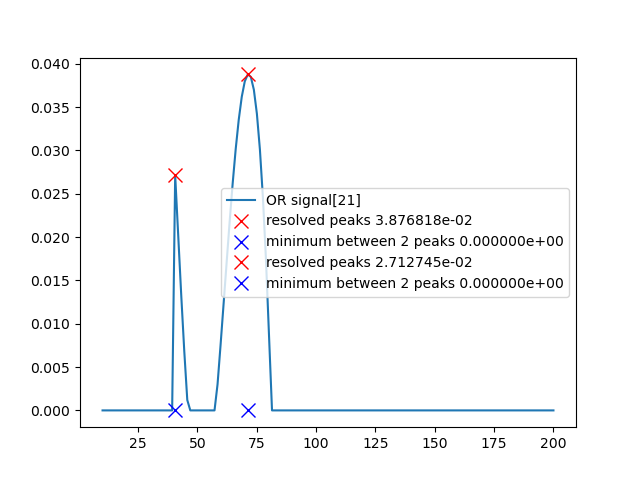 0.040
0.035
0.030
0.025
0.020
0.015
0.010
0.005
0.000
OR signal[21]
resolved peaks 3.876818e-02
minimum between 2 peaks 0.000000e+00
resolved peaks 2.712745e-02
minimum between 2 peaks 0.000000e+00
25 50 75 100 125 150 175 200